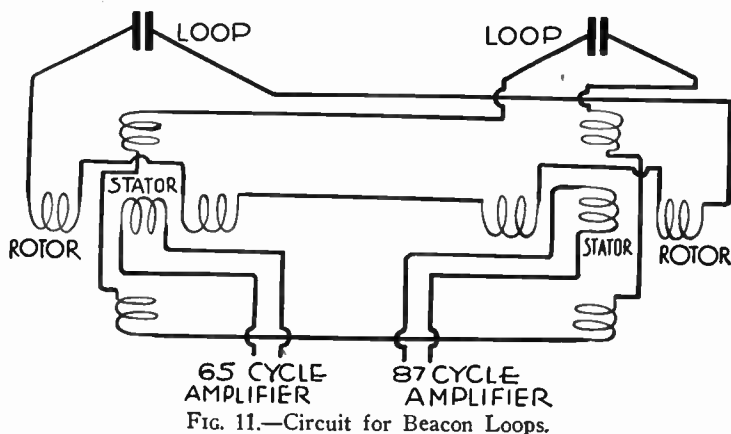 LOOP
LOOP
STATOR
ROTOR
STATOR
ROTOR
65 CYCLE
AMPLIFIER
87 CYCLE
AMPLIFIER
FIG. 11.—Circuit for Beacon Loops.